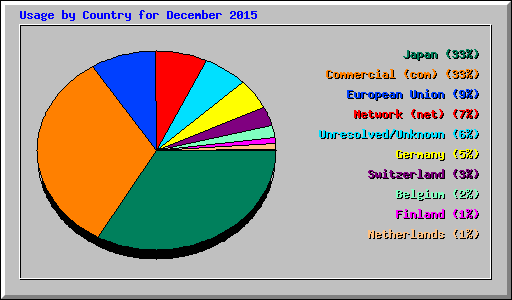 Usage by Country for December 2015
Japan (33%)
Commercial (com) (33%)
European Union (9%)
Network (net) (7%)
Unresolved/Unknown (6%)
Germany (5%)
Switzerland (3%)
Belgium (2%)
Finland (1%)
Netherlands (1%)